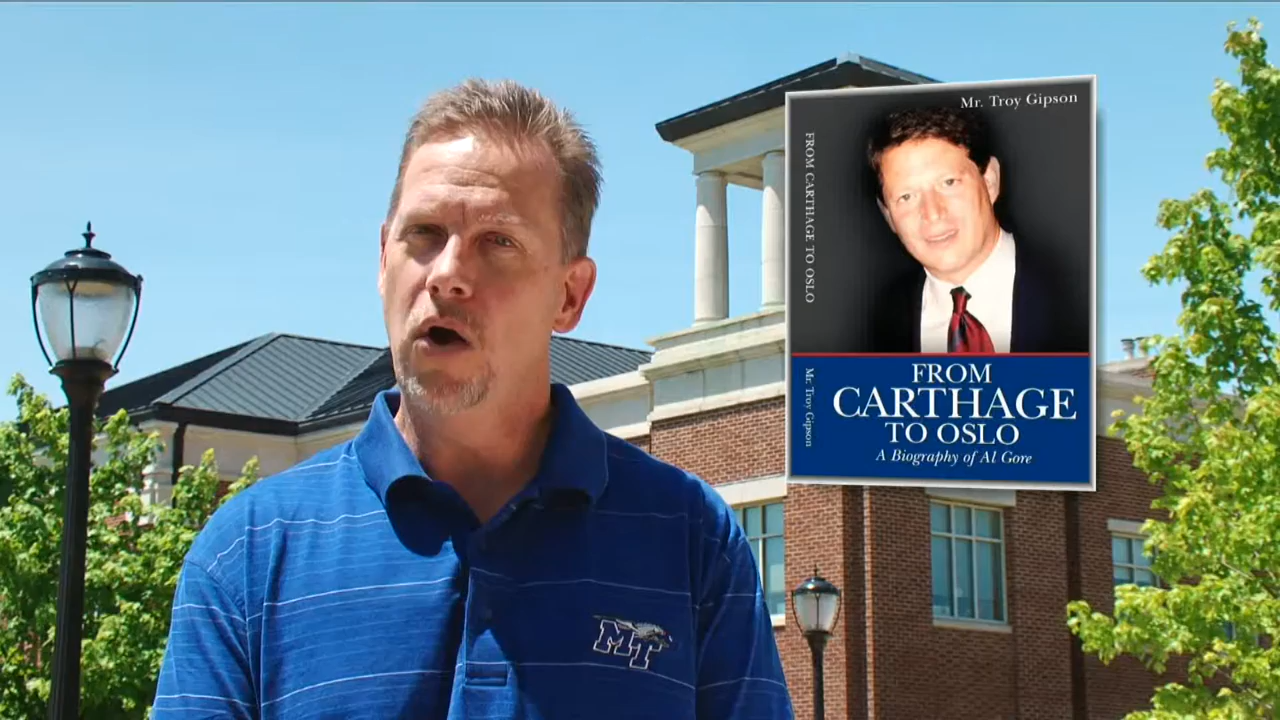 Mr. Troy Gipson
FROM CARTHAGE TO OSLO
Mr. Troy Gipson
FROM
CARTHAGE
TO OSLO
A Biography of Al Gore
MT